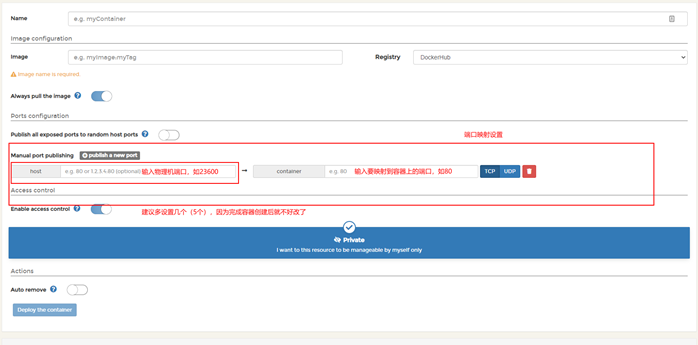 Name e.g. myContainer
Image configuration
Image e.g. myImage:myTag Registry DockerHub
Image name is required.
Always pull the image
Ports configuration
Publish all exposed ports to random host ports
端口映射设置
Manual port publishing publish a new port
host e.g. 80 or 1.2.3.4:80 (optional) 输入物理机端口，如23600 → container e.g. 80 输入要映射到容器上的端口，如80 TCP UDP
Access control
Enable access control 建议多设置几个（5个），因为完成容器创建后就不好改了
Private
I want to this resource to be manageable by myself only
Actions
Auto remove
Deploy the container